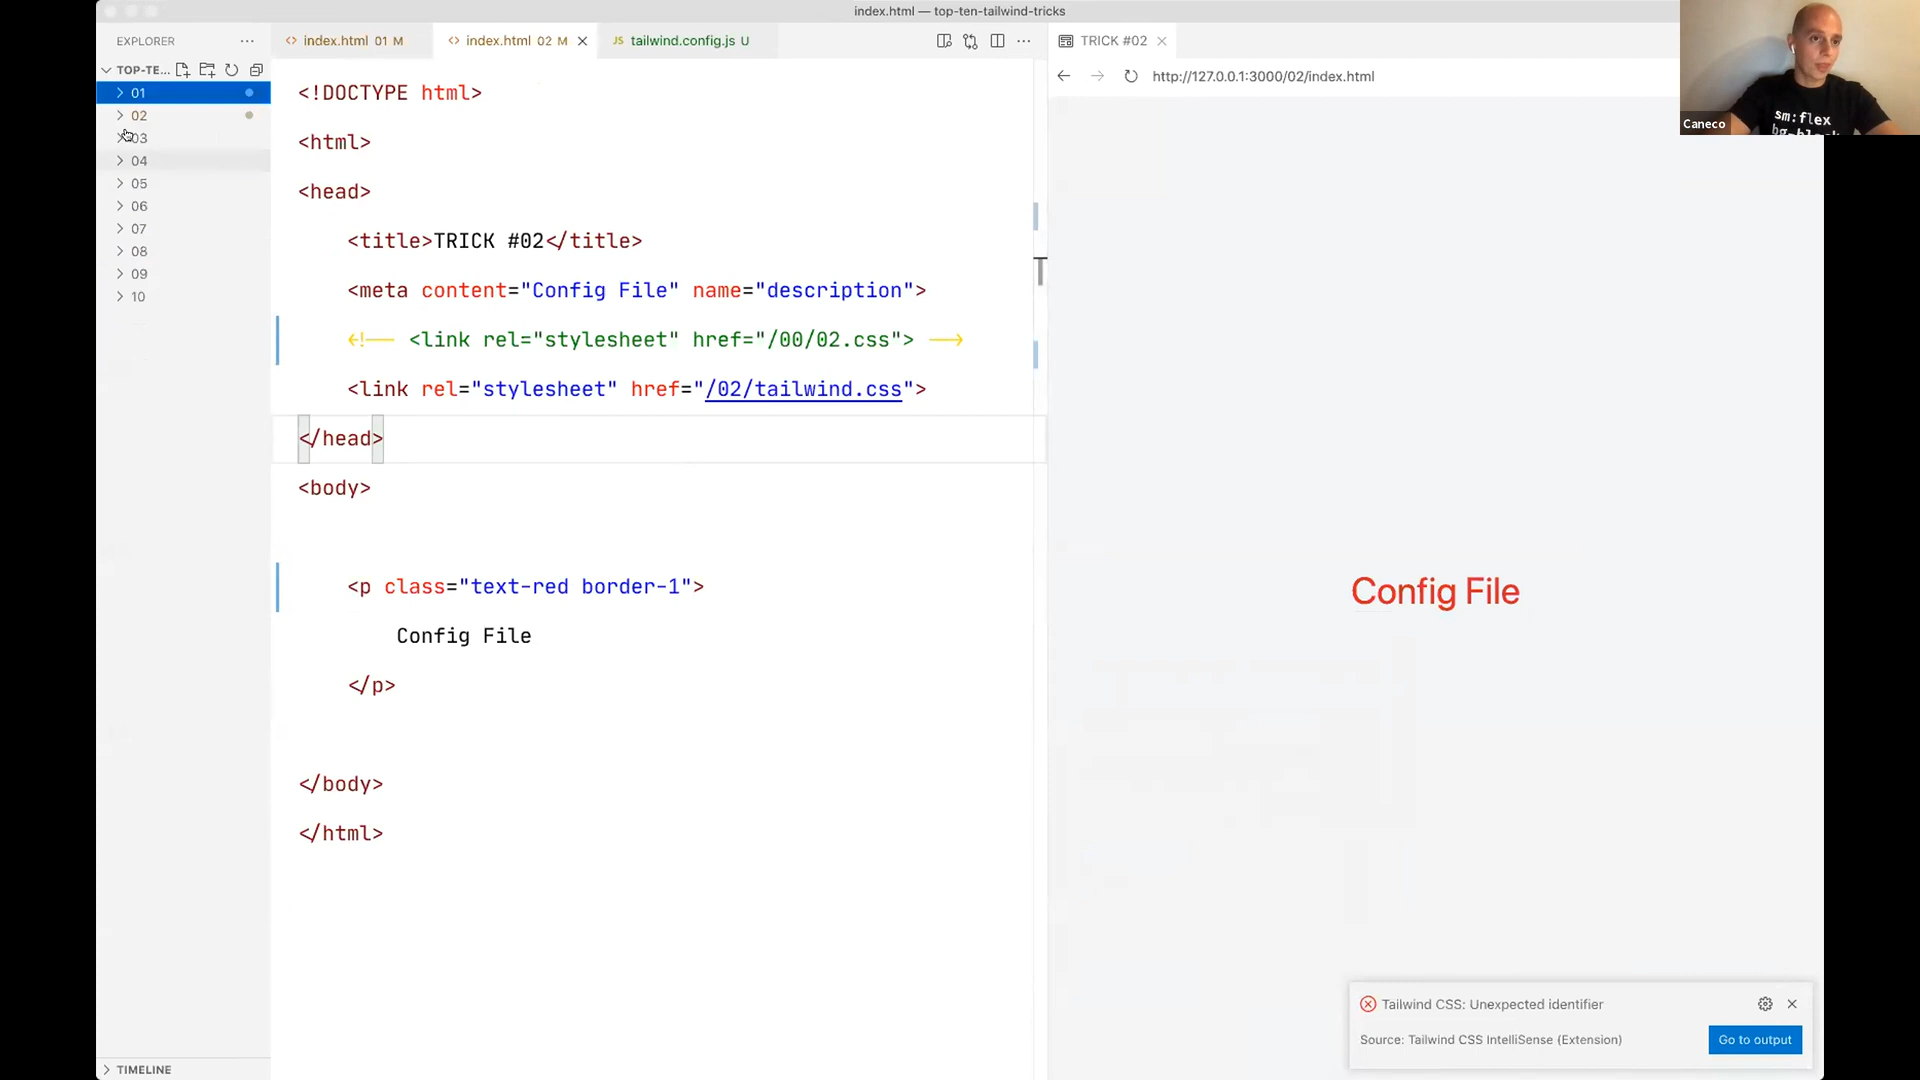 index.html — top-ten-tailwind-tricks
EXPLORER ···
index.html 01 M
index.html 02 M
JS tailwind.config.js U
TRICK #02
TOP-TE...
http://127.0.0.1:3000/02/index.html
01
02
03
04
05
06
07
08
09
10
<!DOCTYPE html>
<html>
<head>
<title>TRICK #02</title>
<meta content="Config File" name="description">
<!-- <link rel="stylesheet" href="/00/02.css"> -->
<link rel="stylesheet" href="/02/tailwind.css">
</head>
<body>
<p class="text-red border-1">
Config File
</p>
</body>
</html>
Config File
sm:flex
Caneco
Tailwind CSS: Unexpected identifier
Source: Tailwind CSS IntelliSense (Extension)
Go to output
TIMELINE